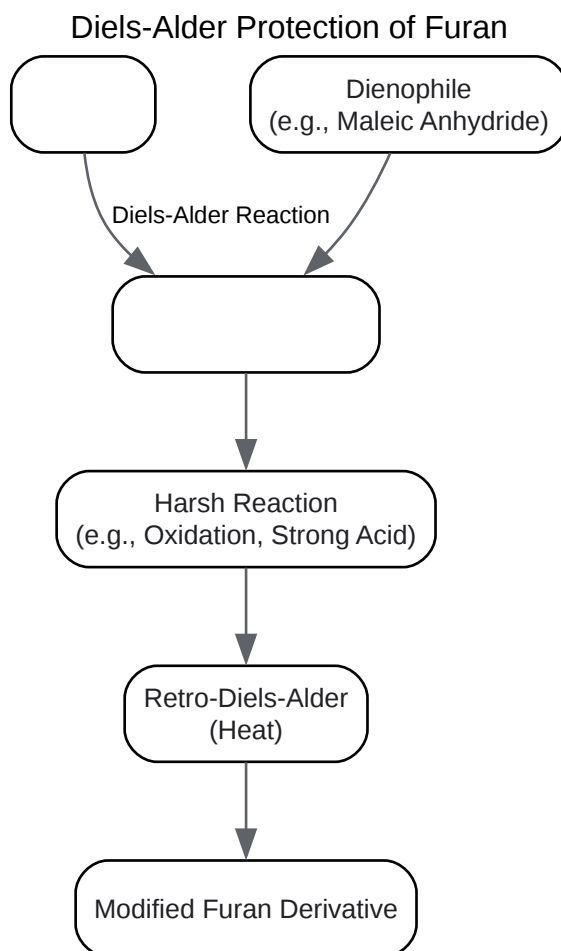 Diels-Alder Protection of Furan
Dienophile
(e.g., Maleic Anhydride)
Diels-Alder Reaction
Harsh Reaction
(e.g., Oxidation, Strong Acid)
Retro-Diels-Alder
(Heat)
Modified Furan Derivative